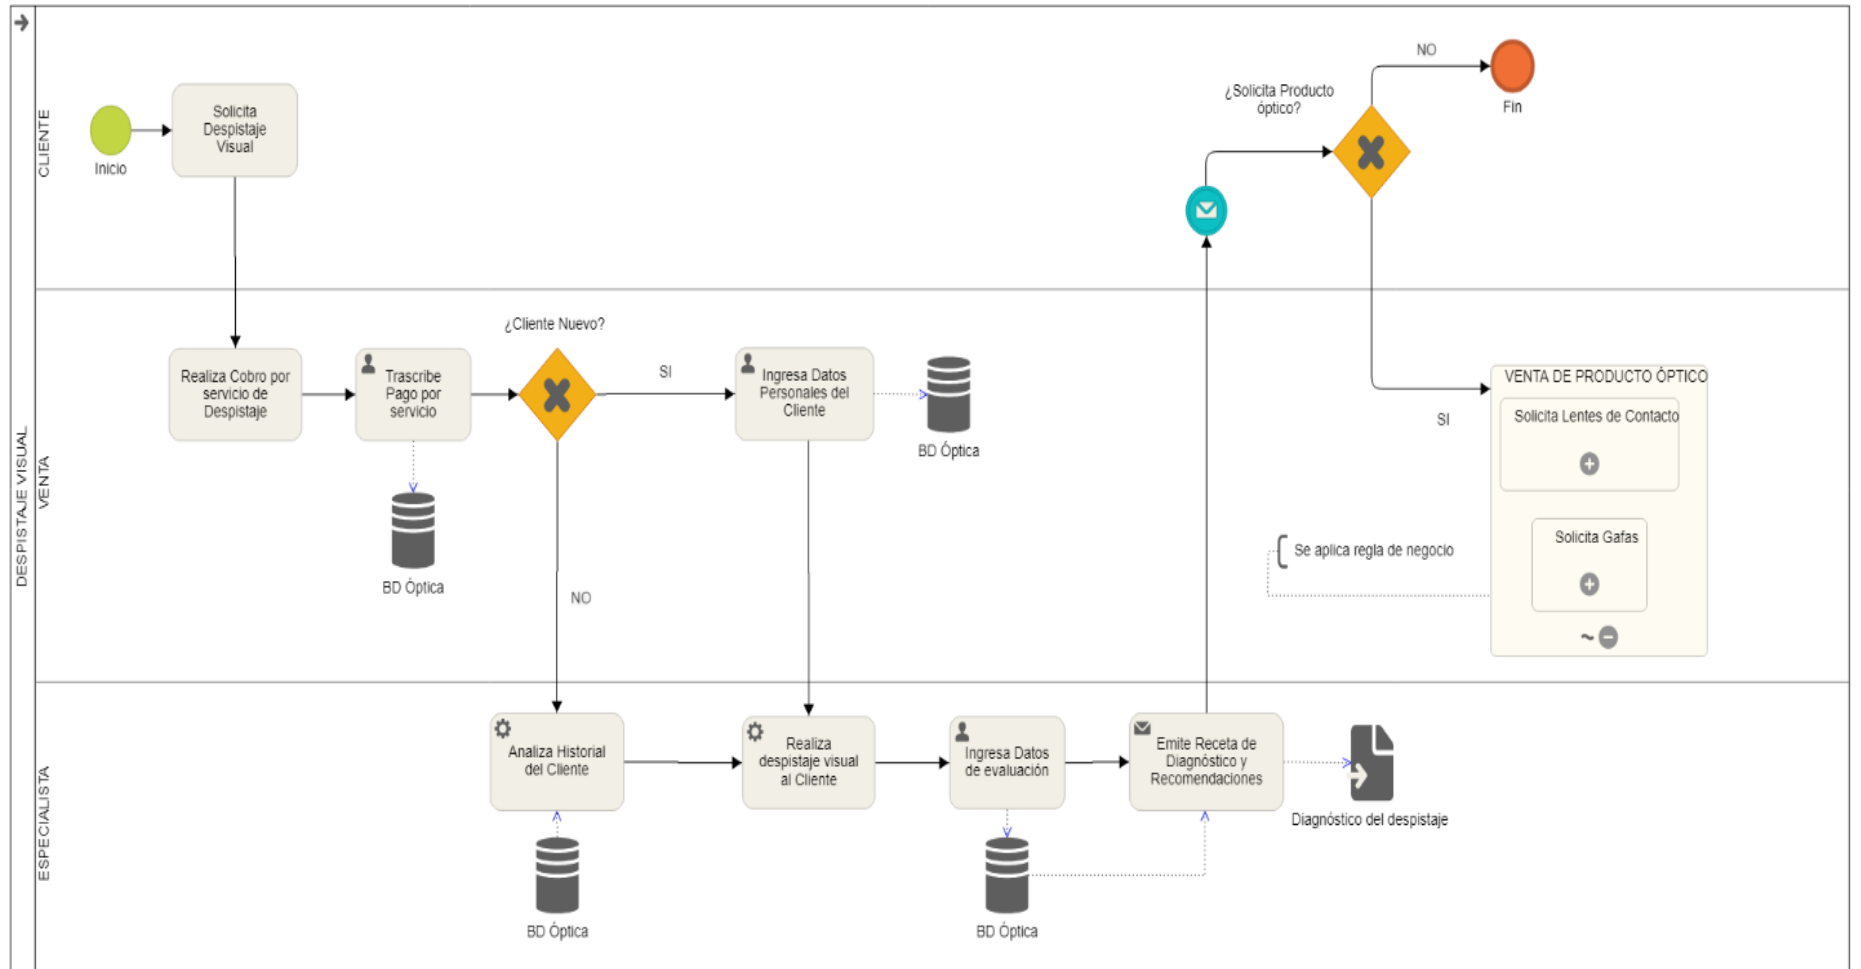 DESPISTAJE VISUAL
CLIENTE
Inicio
Solicita
Despistaje
Visual
¿Solicita Producto
óptico?
NO
Fin
VENTA
Realiza Cobro por
servicio de
Despistaje
Trascribe
Pago por
servicio
BD Óptica
¿Cliente Nuevo?
SI
NO
Ingresa Datos
Personales del
Cliente
BD Óptica
SI
VENTA DE PRODUCTO ÓPTICO
Solicita Lentes de Contacto
Solicita Gafas
Se aplica regla de negocio
ESPECIALISTA
Analiza Historial
del Cliente
BD Óptica
Realiza
despistaje visual
al Cliente
Ingresa Datos
de evaluación
BD Óptica
Emite Receta de
Diagnóstico y
Recomendaciones
Diagnóstico del despistaje